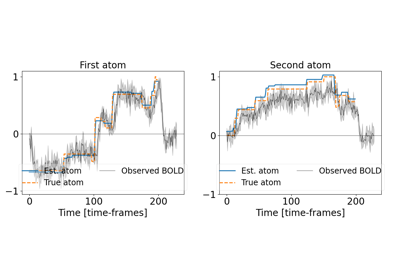 First atom
1
0
−1
Est. atom
True atom
Observed BOLD
0
100
200
Time [time-frames]
Second atom
1
0
−1
Est. atom
True atom
Observed BOLD
0
100
200
Time [time-frames]